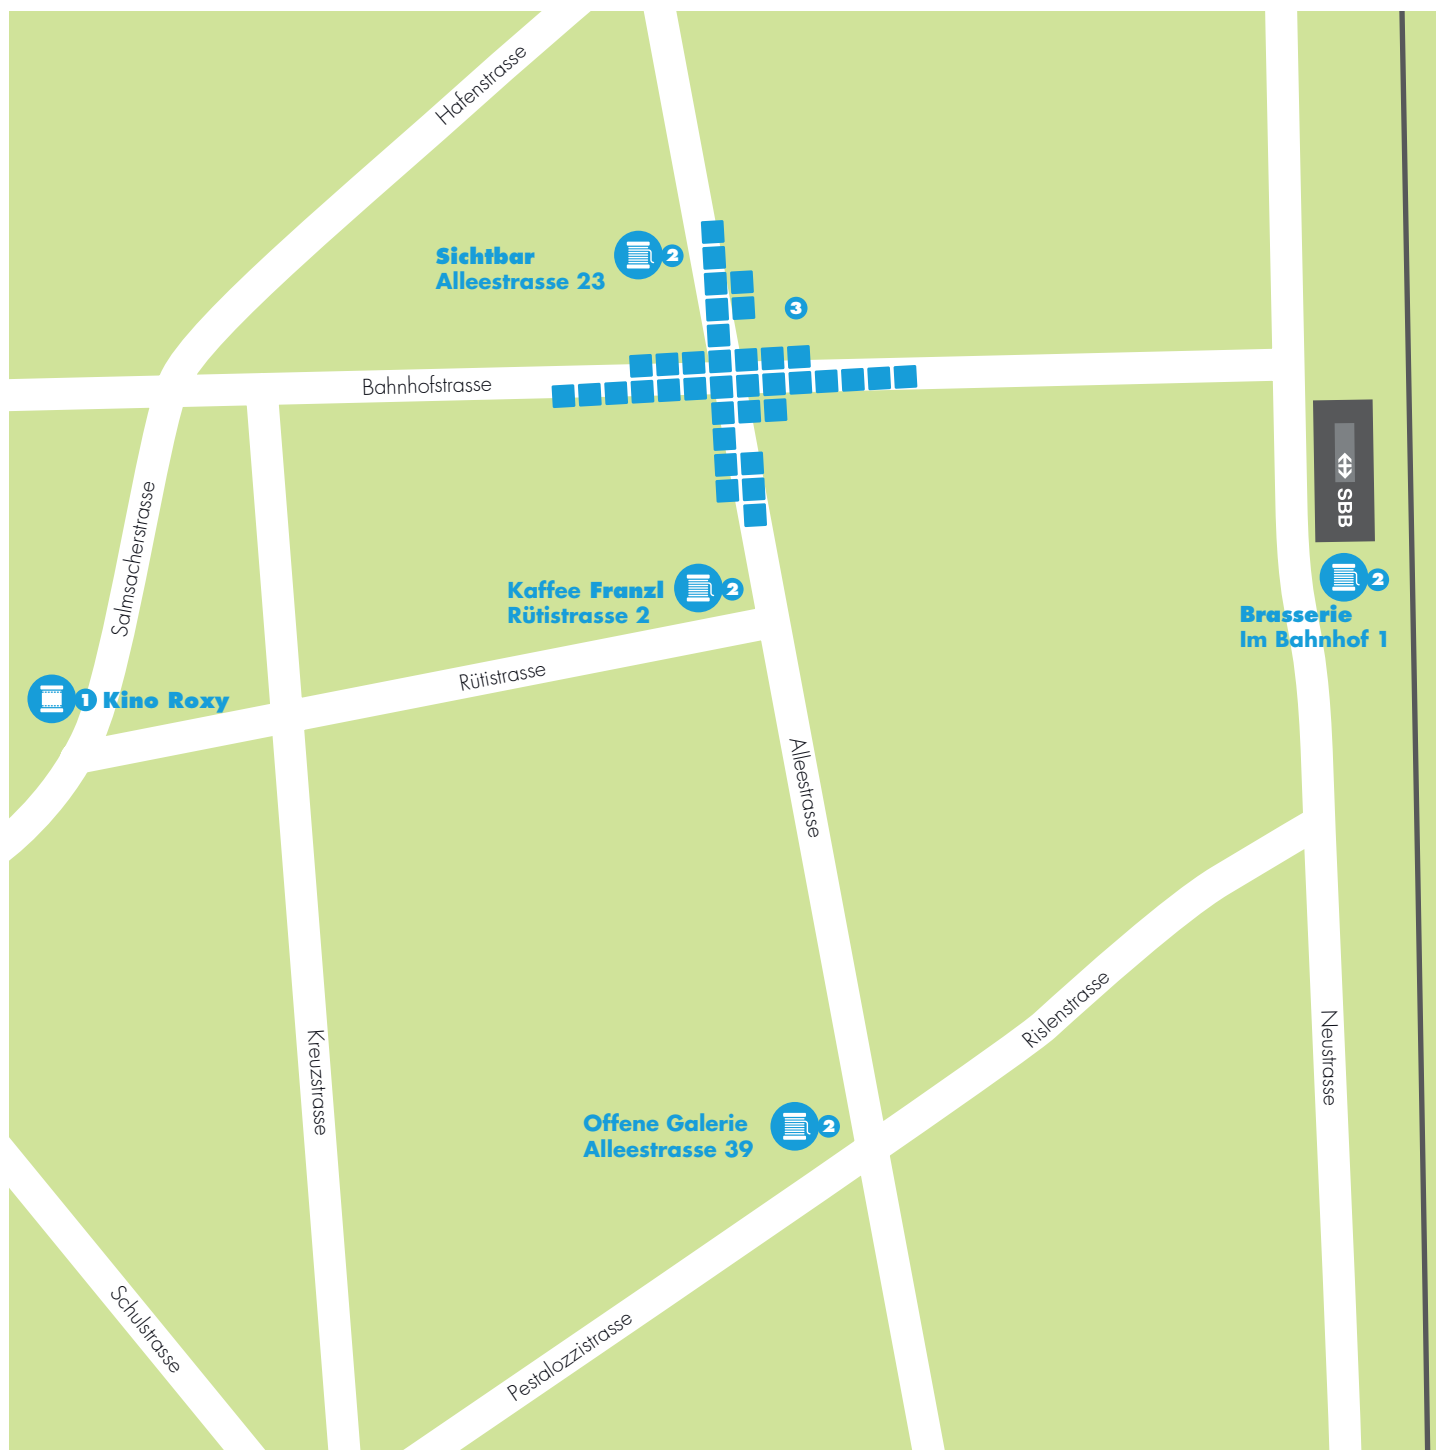 Hafenstrasse
Sichtbar
Alleestrasse 23
2
3
Bahnhofstrasse
SBB
Salmsacherstrasse
Kaffee Franzl
Rütistrasse 2
2
2
Brasserie
Im Bahnhof 1
Rütistrasse
1 Kino Roxy
Alleestrasse
Rislenstrasse
Neustrasse
Kreuzstrasse
Offene Galerie
Alleestrasse 39
2
Schulstrasse
Pestalozzistrasse